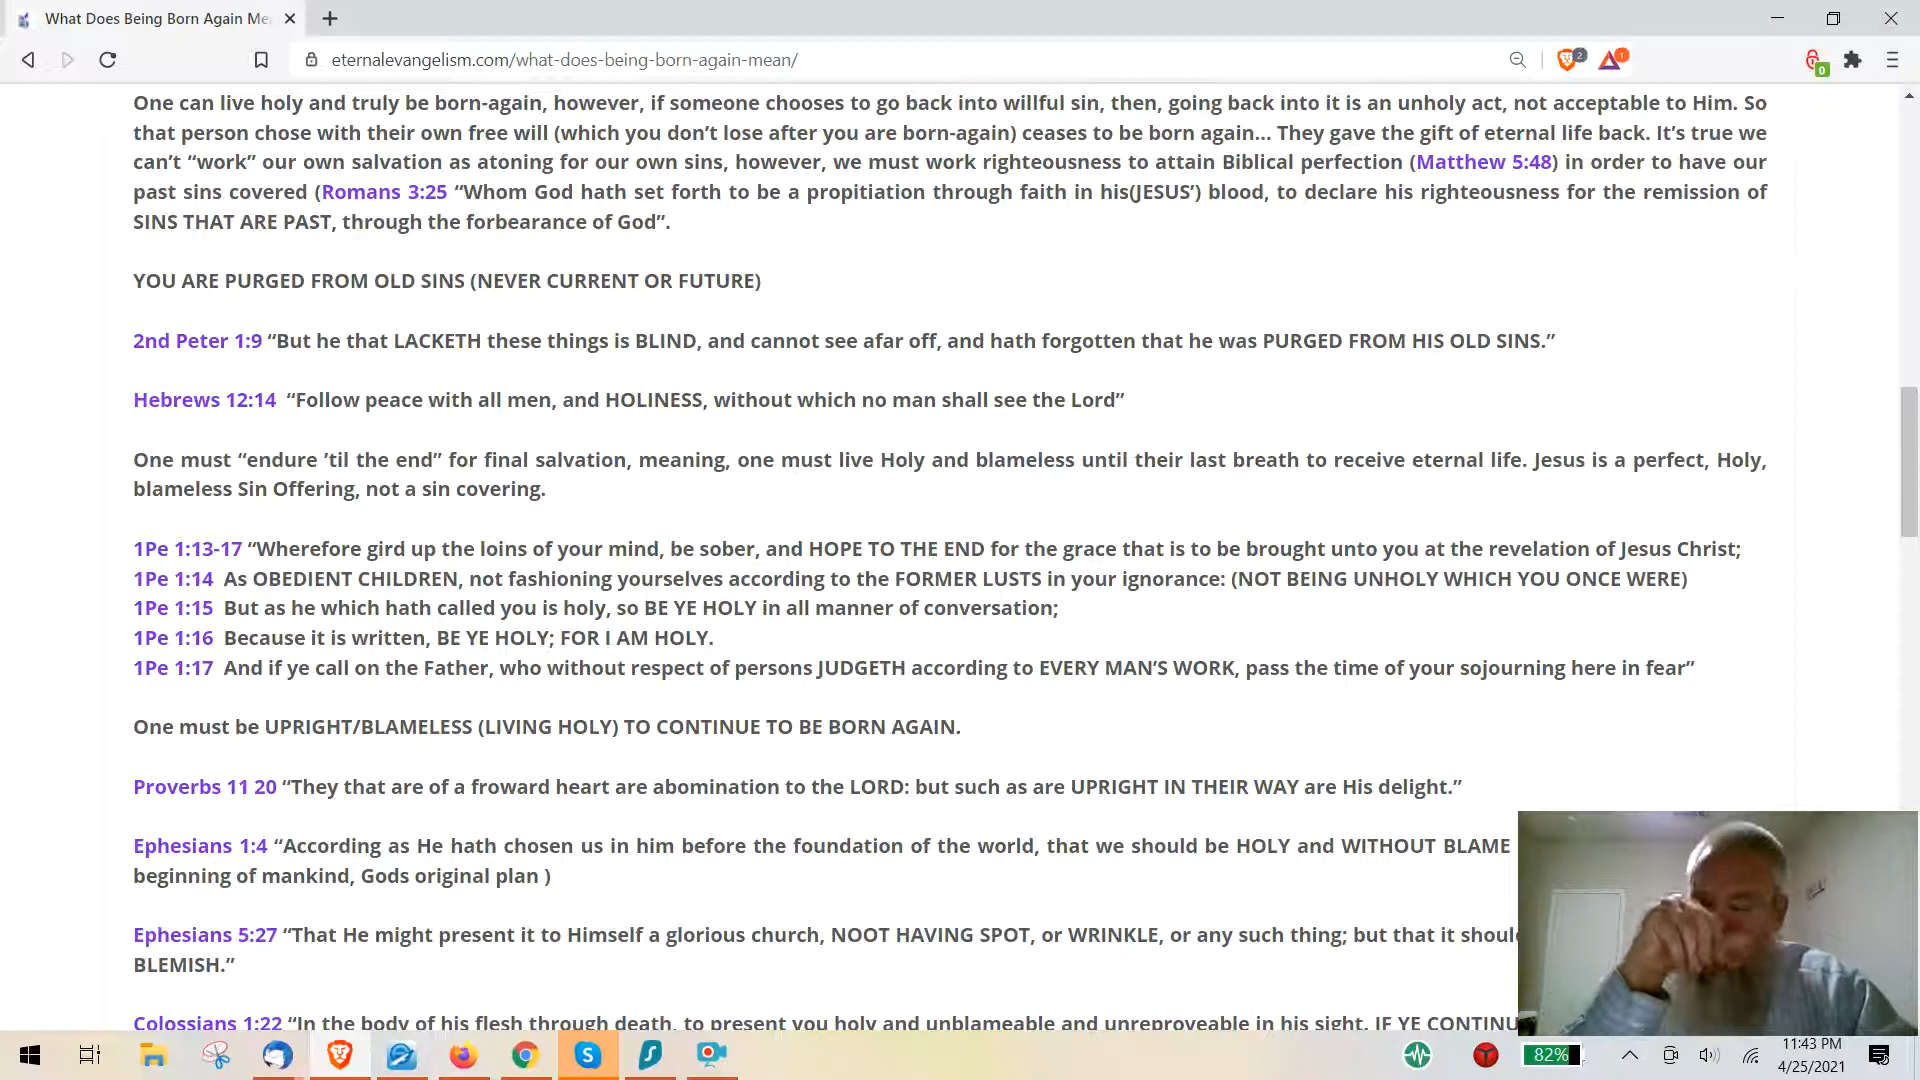 What Does Being Born Again Me
eternalevangelism.com/what-does-being-born-again-mean/
2
1
0
One can live holy and truly be born-again, however, if someone chooses to go back into willful sin, then, going back into it is an unholy act, not acceptable to Him. So
that person chose with their own free will (which you don’t lose after you are born-again) ceases to be born again... They gave the gift of eternal life back. It’s true we
can’t “work” our own salvation as atoning for our own sins, however, we must work righteousness to attain Biblical perfection (Matthew 5:48) in order to have our
past sins covered (Romans 3:25 “Whom God hath set forth to be a propitiation through faith in his(JESUS’) blood, to declare his righteousness for the remission of
SINS THAT ARE PAST, through the forbearance of God”.
YOU ARE PURGED FROM OLD SINS (NEVER CURRENT OR FUTURE)
2nd Peter 1:9 “But he that LACKETH these things is BLIND, and cannot see afar off, and hath forgotten that he was PURGED FROM HIS OLD SINS.”
Hebrews 12:14 “Follow peace with all men, and HOLINESS, without which no man shall see the Lord”
One must “endure ’til the end” for final salvation, meaning, one must live Holy and blameless until their last breath to receive eternal life. Jesus is a perfect, Holy,
blameless Sin Offering, not a sin covering.
1Pe 1:13-17 “Wherefore gird up the loins of your mind, be sober, and HOPE TO THE END for the grace that is to be brought unto you at the revelation of Jesus Christ;
1Pe 1:14 As OBEDIENT CHILDREN, not fashioning yourselves according to the FORMER LUSTS in your ignorance: (NOT BEING UNHOLY WHICH YOU ONCE WERE)
1Pe 1:15 But as he which hath called you is holy, so BE YE HOLY in all manner of conversation;
1Pe 1:16 Because it is written, BE YE HOLY; FOR I AM HOLY.
1Pe 1:17 And if ye call on the Father, who without respect of persons JUDGETH according to EVERY MAN’S WORK, pass the time of your sojourning here in fear”
One must be UPRIGHT/BLAMELESS (LIVING HOLY) TO CONTINUE TO BE BORN AGAIN.
Proverbs 11 20 “They that are of a froward heart are abomination to the LORD: but such as are UPRIGHT IN THEIR WAY are His delight.”
Ephesians 1:4 “According as He hath chosen us in him before the foundation of the world, that we should be HOLY and WITHOUT BLAME
beginning of mankind, Gods original plan )
Ephesians 5:27 “That He might present it to Himself a glorious church, NOOT HAVING SPOT, or WRINKLE, or any such thing; but that it shoul
BLEMISH.”
Colossians 1:22 “In the body of his flesh through death, to present you holy and unblameable and unreproveable in his sight, IF YE CONTINU
82%
11:43 PM
4/25/2021